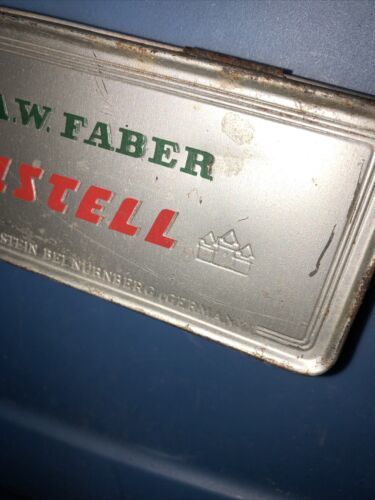 A.W. FABER
STELL
STEIN BEI NÜRNBERG (GERMANY)